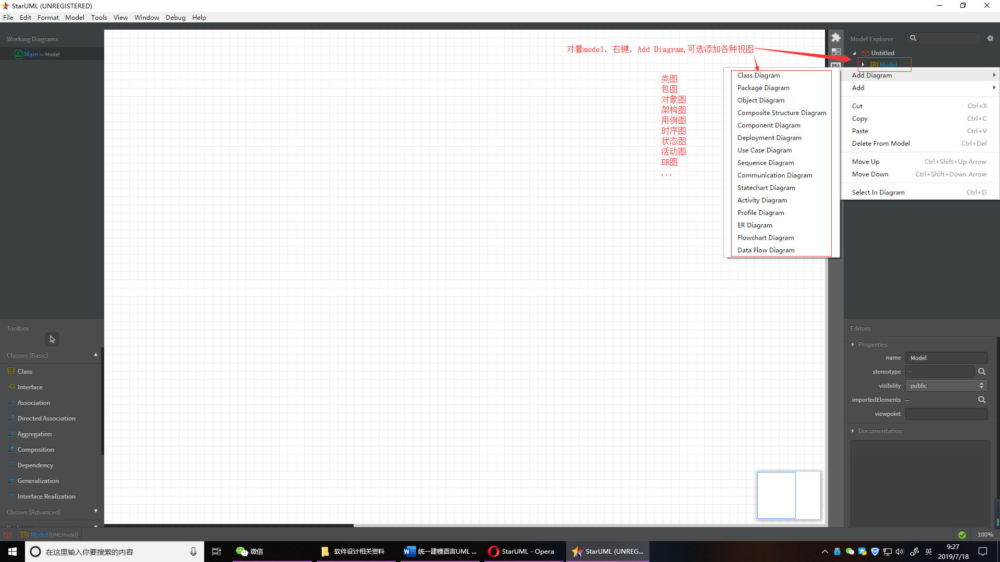 StarUML (UNREGISTERED)
File Edit Format Model Tools View Window Debug Help
Working Diagrams
Main — Model
对着model, 右键, Add Diagram,可选添加各种视图
类图
包图
对象图
架构图
用例图
时序图
状态图
活动图
ER图
...
Class Diagram
Package Diagram
Object Diagram
Composite Structure Diagram
Component Diagram
Deployment Diagram
Use Case Diagram
Sequence Diagram
Communication Diagram
Statechart Diagram
Activity Diagram
Profile Diagram
ER Diagram
Flowchart Diagram
Data Flow Diagram
Model Explorer
Untitled
Model
Add Diagram
Add
Cut Ctrl+X
Copy Ctrl+C
Paste Ctrl+V
Delete From Model Ctrl+Del
Move Up Ctrl+Shift+Up Arrow
Move Down Ctrl+Shift+Down Arrow
Select In Diagram Ctrl+D
Toolbox
Classes (Basic)
Class
Interface
Association
Directed Association
Aggregation
Composition
Dependency
Generalization
Interface Realization
Classes (Advanced)
Editors
Properties
name Model
stereotype —
visibility public
importedElements —
viewpoint
Documentation
Model [UMLModel]
100%
在这里输入你要搜索的内容
微信
软件设计相关资料
统一建模语言UML ...
StarUML - Opera
StarUML (UNREG...
英
9:27
2019/7/18